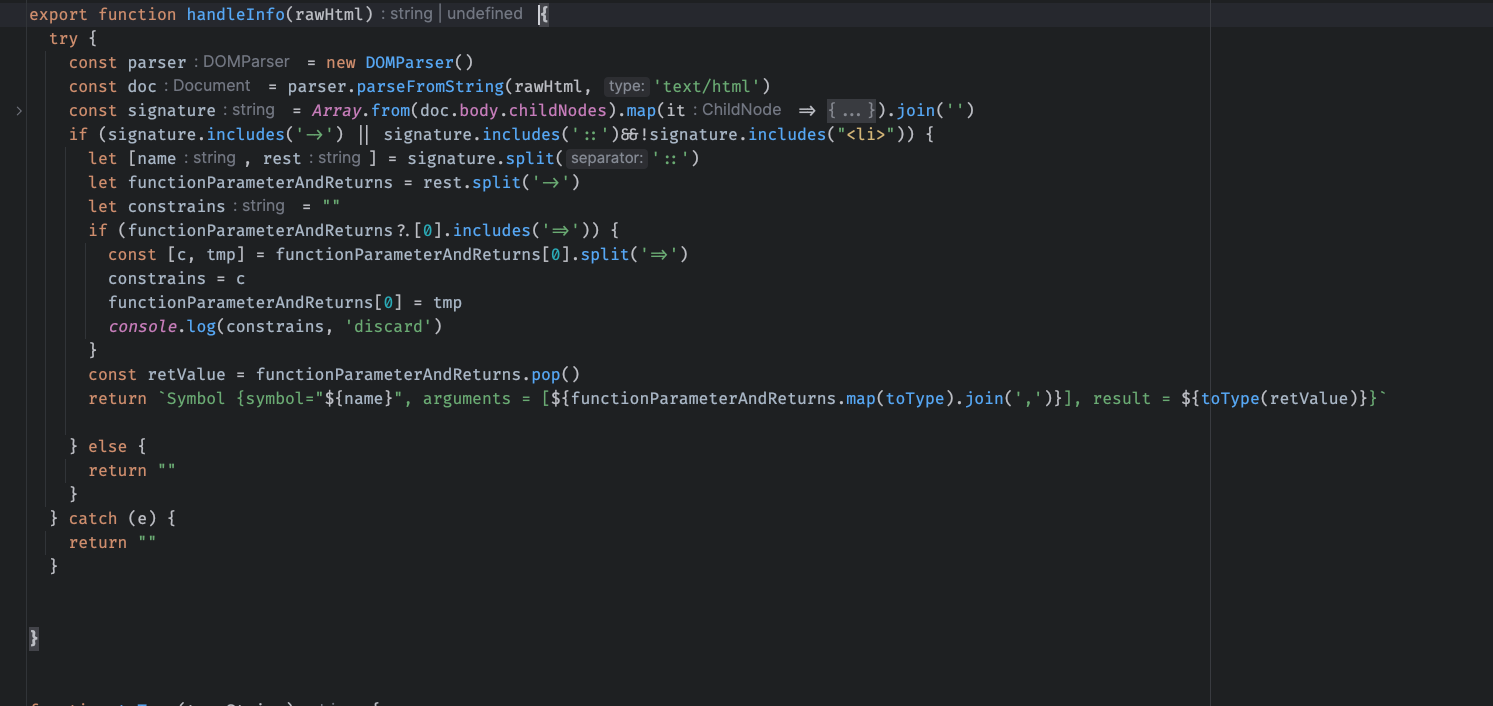 export function handleInfo(rawHtml) : string | undefined {
try {
const parser : DOMParser = new DOMParser()
const doc : Document = parser.parseFromString(rawHtml, type: 'text/html')
const signature : string = Array.from(doc.body.childNodes).map(it : ChildNode => {...}).join('')
if (signature.includes('->') || signature.includes('::')&&!signature.includes("<li>")) {
let [name : string , rest : string ] = signature.split( separator: '::')
let functionParameterAndReturns = rest.split('->')
let constrains : string = ""
if (functionParameterAndReturns?.[0].includes('=>')) {
const [c, tmp] = functionParameterAndReturns[0].split('=>')
constrains = c
functionParameterAndReturns[0] = tmp
console.log(constrains, 'discard')
}
const retValue = functionParameterAndReturns.pop()
return `Symbol {symbol="${name}", arguments = [${functionParameterAndReturns.map(toType).join(',')}], result = ${toType(retValue)}}`
} else {
return ""
}
} catch (e) {
return ""
}
}